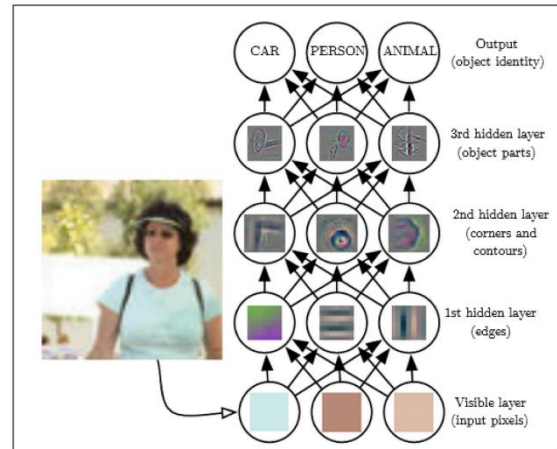 CAR PERSON ANIMAL
Output
(object identity)
3rd hidden layer
(object parts)
2nd hidden layer
(corners and
contours)
1st hidden layer
(edges)
Visible layer
(input pixels)